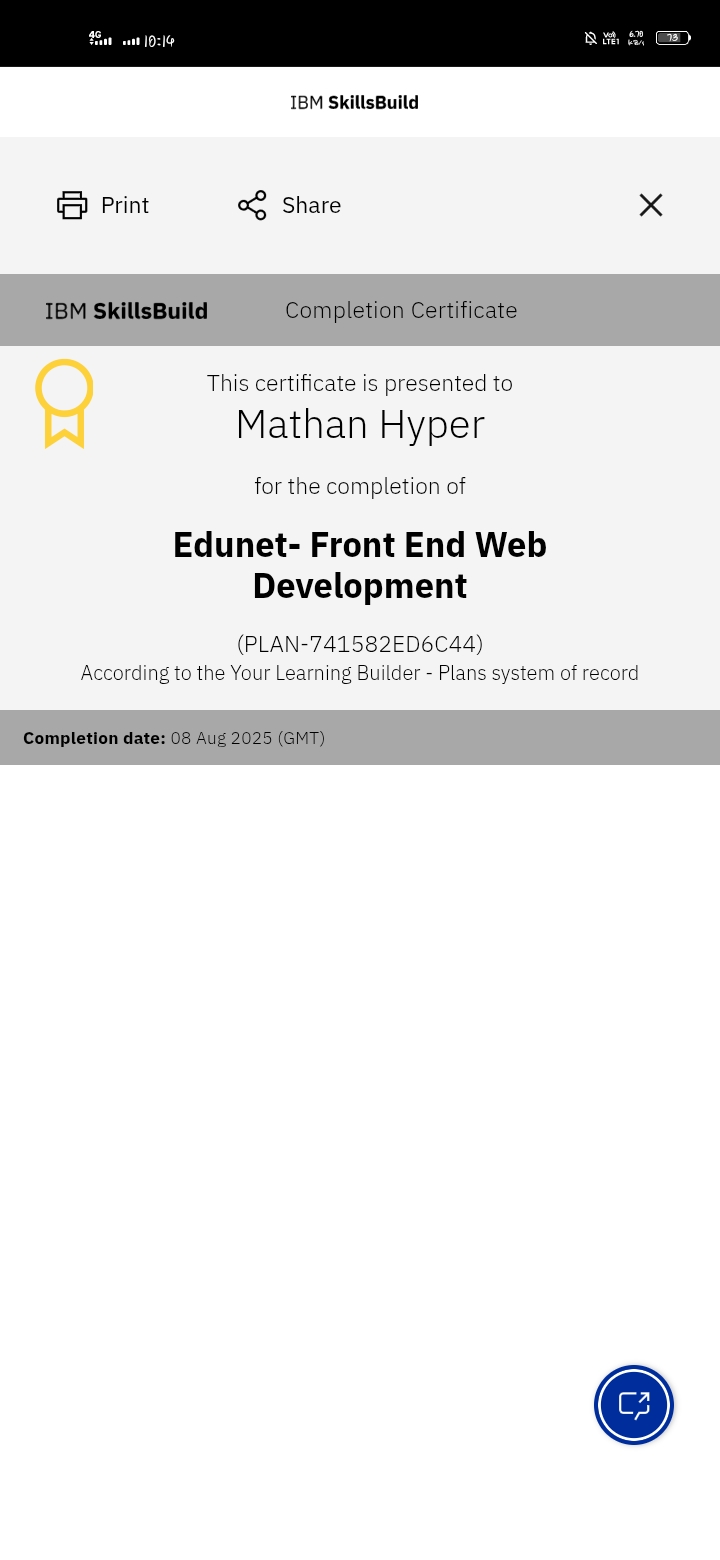 4G 10:14 VoLTE1 6.70 KB/s 73
IBM SkillsBuild
Print Share
IBM SkillsBuild Completion Certificate
This certificate is presented to
Mathan Hyper
for the completion of
Edunet- Front End Web
Development
(PLAN-741582ED6C44)
According to the Your Learning Builder - Plans system of record
Completion date: 08 Aug 2025 (GMT)